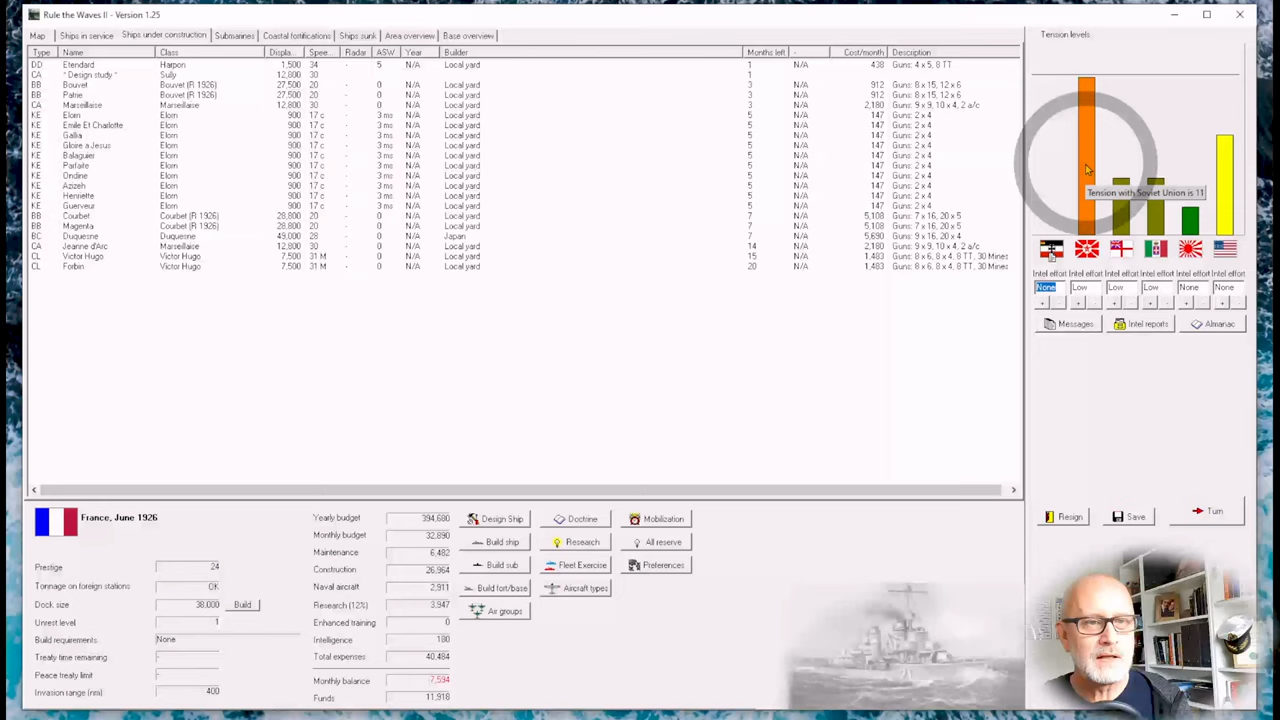 Rule the Waves II - Version 1.25
Map Ships in service Ships under construction Submarines Coastal fortifications Ships sunk Area overview Base overview
Type Name Class Displa... Spee... Radar ASW Year Builder Months left - Cost/month Description
DD Etendard Harpon 1,500 34 - 5 N/A Local yard 1 N/A 438 Guns: 4 x 5, 8 TT
CA * Design study * Sully 12,800 30 1
BB Bouvet Bouvet (R 1926) 27,500 20 - 0 N/A Local yard 3 N/A 912 Guns: 8 x 15, 12 x 6
BB Patrie Bouvet (R 1926) 27,500 20 - 0 N/A Local yard 3 N/A 912 Guns: 8 x 15, 12 x 6
CA Marseillaise Marseillaise 12,800 30 - 0 N/A Local yard 3 N/A 2,180 Guns: 9 x 9, 10 x 4, 2 a/c
KE Elorn Elorn 900 17 c - 3 ms N/A Local yard 5 N/A 147 Guns: 2 x 4
KE Emile Et Charlotte Elorn 900 17 c - 3 ms N/A Local yard 5 N/A 147 Guns: 2 x 4
KE Gallia Elorn 900 17 c - 3 ms N/A Local yard 5 N/A 147 Guns: 2 x 4
KE Gloire a Jesus Elorn 900 17 c - 3 ms N/A Local yard 5 N/A 147 Guns: 2 x 4
KE Balaguier Elorn 900 17 c - 3 ms N/A Local yard 5 N/A 147 Guns: 2 x 4
KE Parfaite Elorn 900 17 c - 3 ms N/A Local yard 5 N/A 147 Guns: 2 x 4
KE Ondine Elorn 900 17 c - 3 ms N/A Local yard 5 N/A 147 Guns: 2 x 4
KE Azizeh Elorn 900 17 c - 3 ms N/A Local yard 5 N/A 147 Guns: 2 x 4
KE Henriette Elorn 900 17 c - 3 ms N/A Local yard 5 N/A 147 Guns: 2 x 4
KE Guerveur Elorn 900 17 c - 3 ms N/A Local yard 5 N/A 147 Guns: 2 x 4
BB Courbet Courbet (R 1926) 28,800 20 - 0 N/A Local yard 7 N/A 5,108 Guns: 7 x 16, 20 x 5
BB Magenta Courbet (R 1926) 28,800 20 - 0 N/A Local yard 7 N/A 5,108 Guns: 7 x 16, 20 x 5
BC Duquesne Duquesne 49,000 28 - 0 N/A Japan 7 N/A 5,690 Guns: 9 x 16, 20 x 4
CA Jeanne d'Arc Marseillaise 12,800 30 - 0 N/A Local yard 14 N/A 2,180 Guns: 9 x 9, 10 x 4, 2 a/c
CL Victor Hugo Victor Hugo 7,500 31 M - 0 N/A Local yard 15 N/A 1,483 Guns: 8 x 6, 8 x 4, 8 TT, 30 Mines
CL Forbin Victor Hugo 7,500 31 M - 0 N/A Local yard 20 N/A 1,483 Guns: 8 x 6, 8 x 4, 8 TT, 30 Mines
Tension levels
Tension with Soviet Union is 11
Intel effort Intel effort Intel effort Intel effort Intel effort Intel effort
None Low Low Low None None
+ - + - + - + - + - + -
Messages Intel reports Almanac
Resign Save Turn
France, June 1926
Prestige 24
Tonnage on foreign stations OK
Dock size 38,000 Build
Unrest level 1
Build requirements: None
Treaty time remaining -
Peace treaty limit -
Invasion range (nm) 400
Yearly budget 394,680
Monthly budget 32,890
Maintenance 6,482
Construction 26,964
Naval aircraft 2,911
Research (12%) 3,947
Enhanced training 0
Intelligence 180
Total expenses 40,484
Monthly balance -7,594
Funds 11,918
Design Ship Doctrine Mobilization
Build ship Research All reserve
Build sub Fleet Exercise Preferences
Build fort/base Aircraft types
Air groups